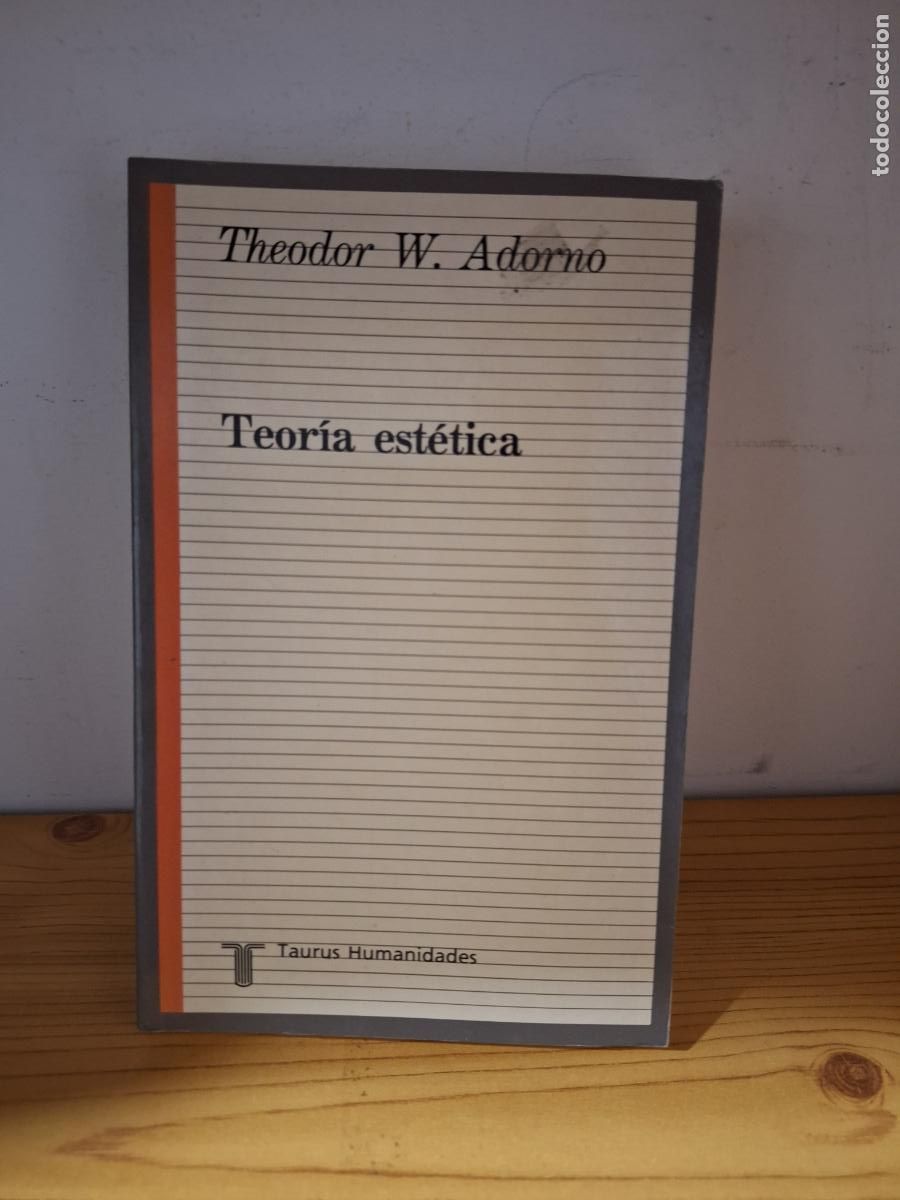 todocoleccion
Theodor W. Adorno
Teoría estética
Taurus Humanidades